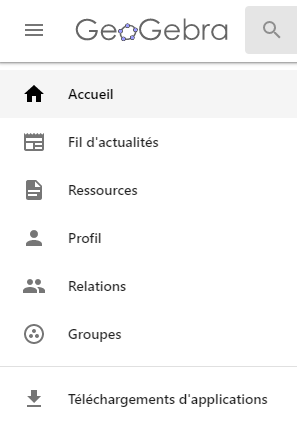 GeoGebra
Accueil
Fil d'actualités
Ressources
Profil
Relations
Groupes
Téléchargements d'applications